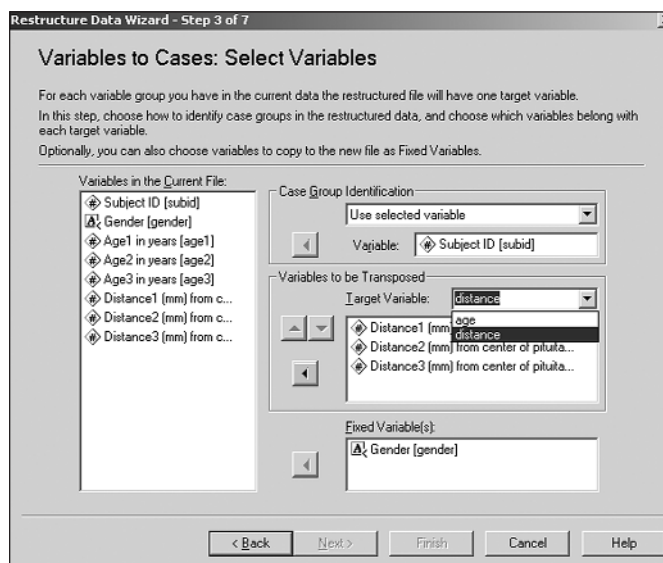 Restructure Data Wizard - Step 3 of 7
Variables to Cases: Select Variables
For each variable group you have in the current data the restructured file will have one target variable.
In this step, choose how to identify case groups in the restructured data, and choose which variables belong with
each target variable.
Optionally, you can also choose variables to copy to the new file as Fixed Variables.
Variables in the Current File:
Subject ID [subid]
Gender [gender]
Age1 in years [age1]
Age2 in years [age2]
Age3 in years [age3]
Distance1 (mm) from c...
Distance2 (mm) from c...
Distance3 (mm) from c...
Case Group Identification
Use selected variable
Variable: Subject ID [subid]
Variables to be Transposed
Target Variable: distance
age
distance
Distance1 (mm)
Distance2 (mm) from center of pituita...
Distance3 (mm) from center of pituita...
Fixed Variable(s):
Gender [gender]
< Back
Next >
Finish
Cancel
Help